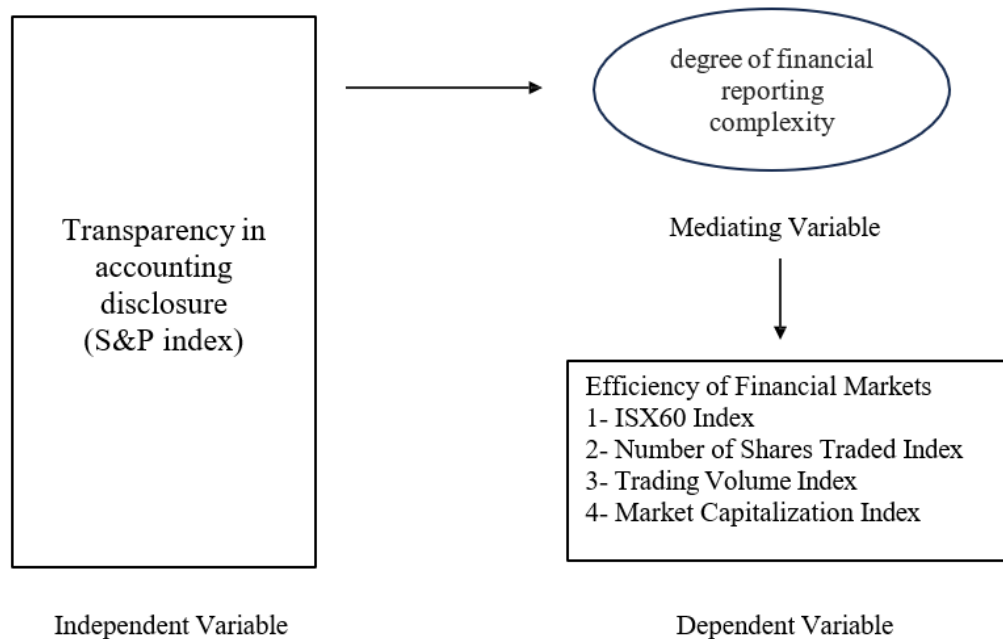 Transparency in
accounting
disclosure
(S&P index)
Independent Variable
degree of financial
reporting
complexity
Mediating Variable
Efficiency of Financial Markets
1- ISX60 Index
2- Number of Shares Traded Index
3- Trading Volume Index
4- Market Capitalization Index
Dependent Variable